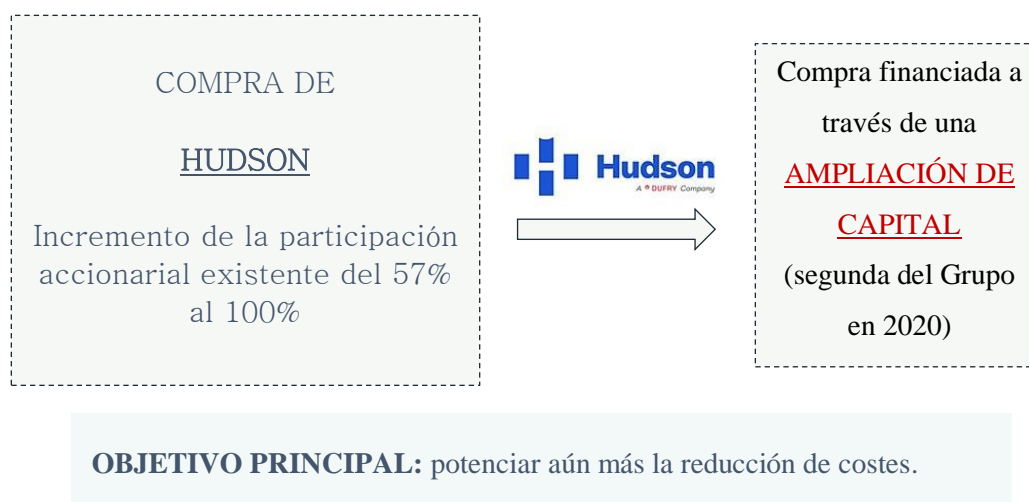 COMPRA DE
HUDSON
Incremento de la participación
accionarial existente del 57%
al 100%
Hudson
A DUFRY Company
Compra financiada a
través de una
AMPLIACIÓN DE
CAPITAL
(segunda del Grupo
en 2020)
OBJETIVO PRINCIPAL: potenciar aún más la reducción de costes.